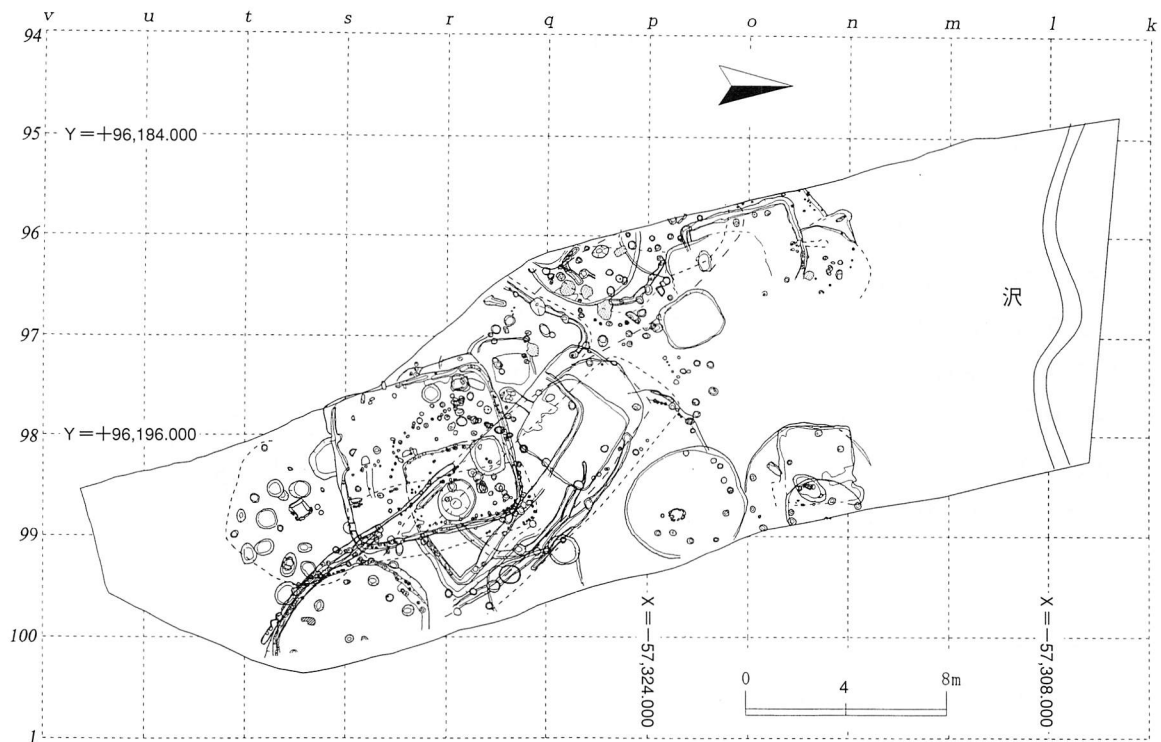 v u t s r q p o n m l k
94
95
Y=+96,184.000
96
97
沢
98
Y=+96,196.000
99
100
1
X=-57,324.000
X=-57,308.000
0 4 8m